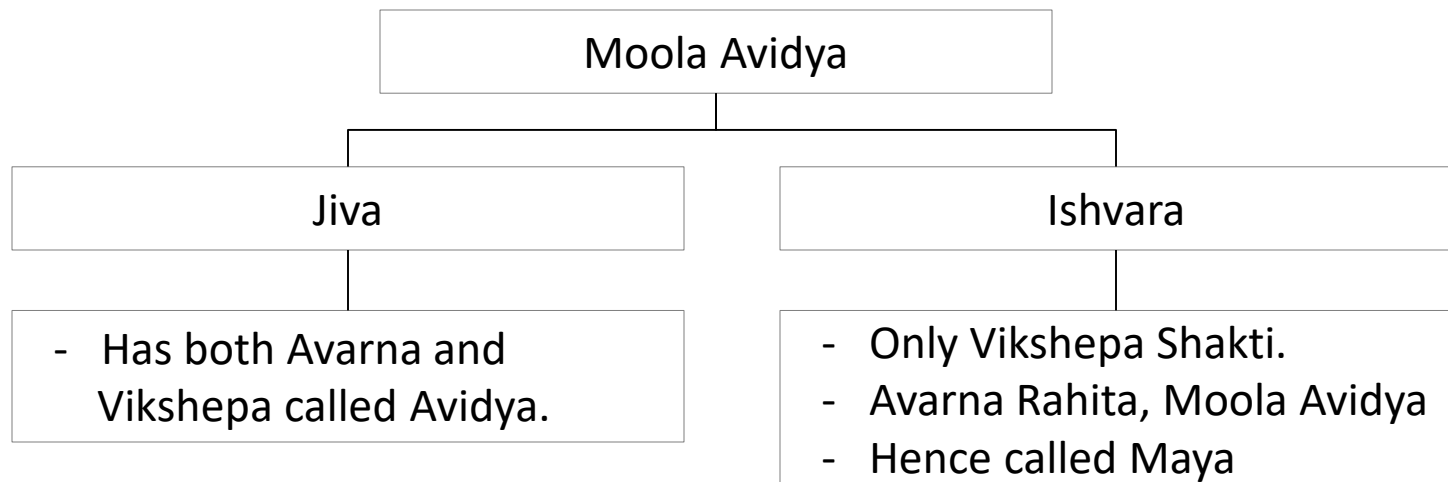 Moola Avidya
Jiva
Ishvara
- Has both Avarna and
Vikshepa called Avidya.
- Only Vikshepa Shakti.
- Avarna Rahita, Moola Avidya
- Hence called Maya